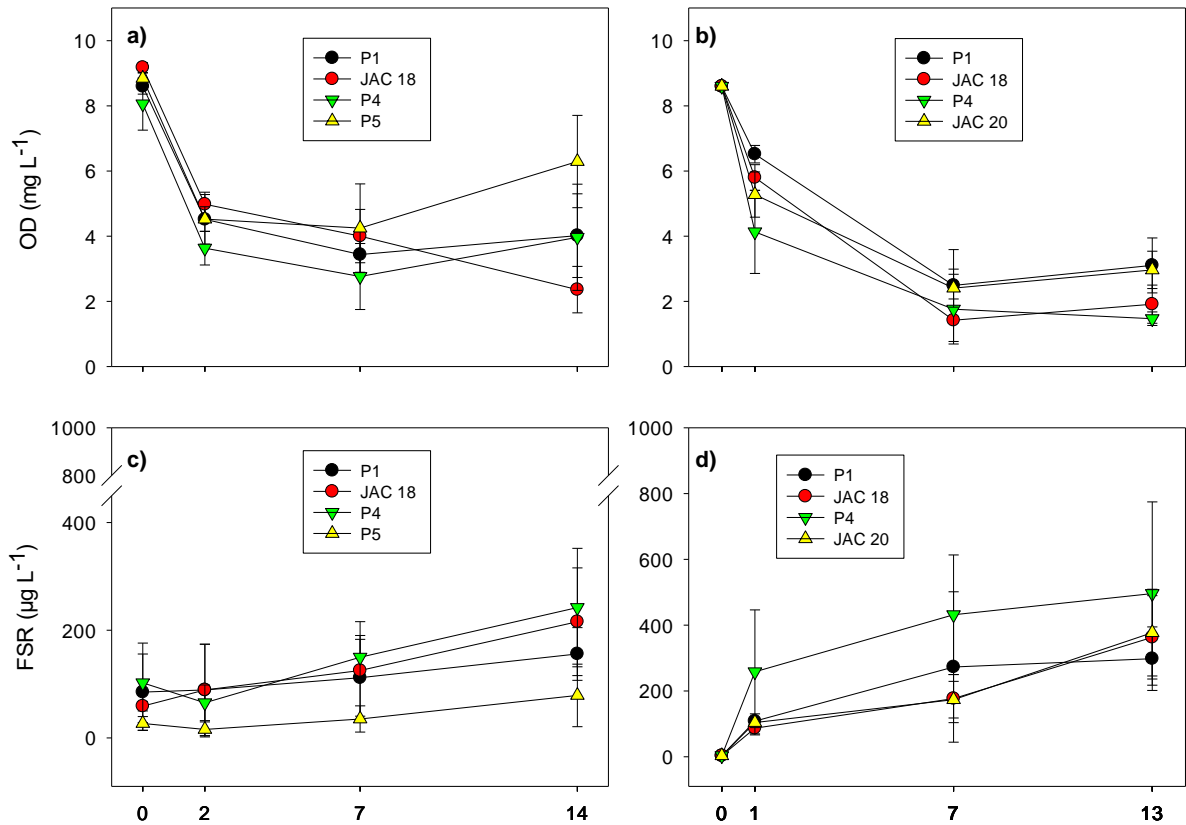 a)
P1
JAC 18
P4
P5
OD (mg L⁻¹)
10
8
6
4
2
0
b)
P1
JAC 18
P4
JAC 20
10
8
6
4
2
0
c)
P1
JAC 18
P4
P5
FSR (µg L⁻¹)
1000
800
400
200
0
0 2 7 14
d)
P1
JAC 18
P4
JAC 20
1000
800
600
400
200
0
0 1 7 13